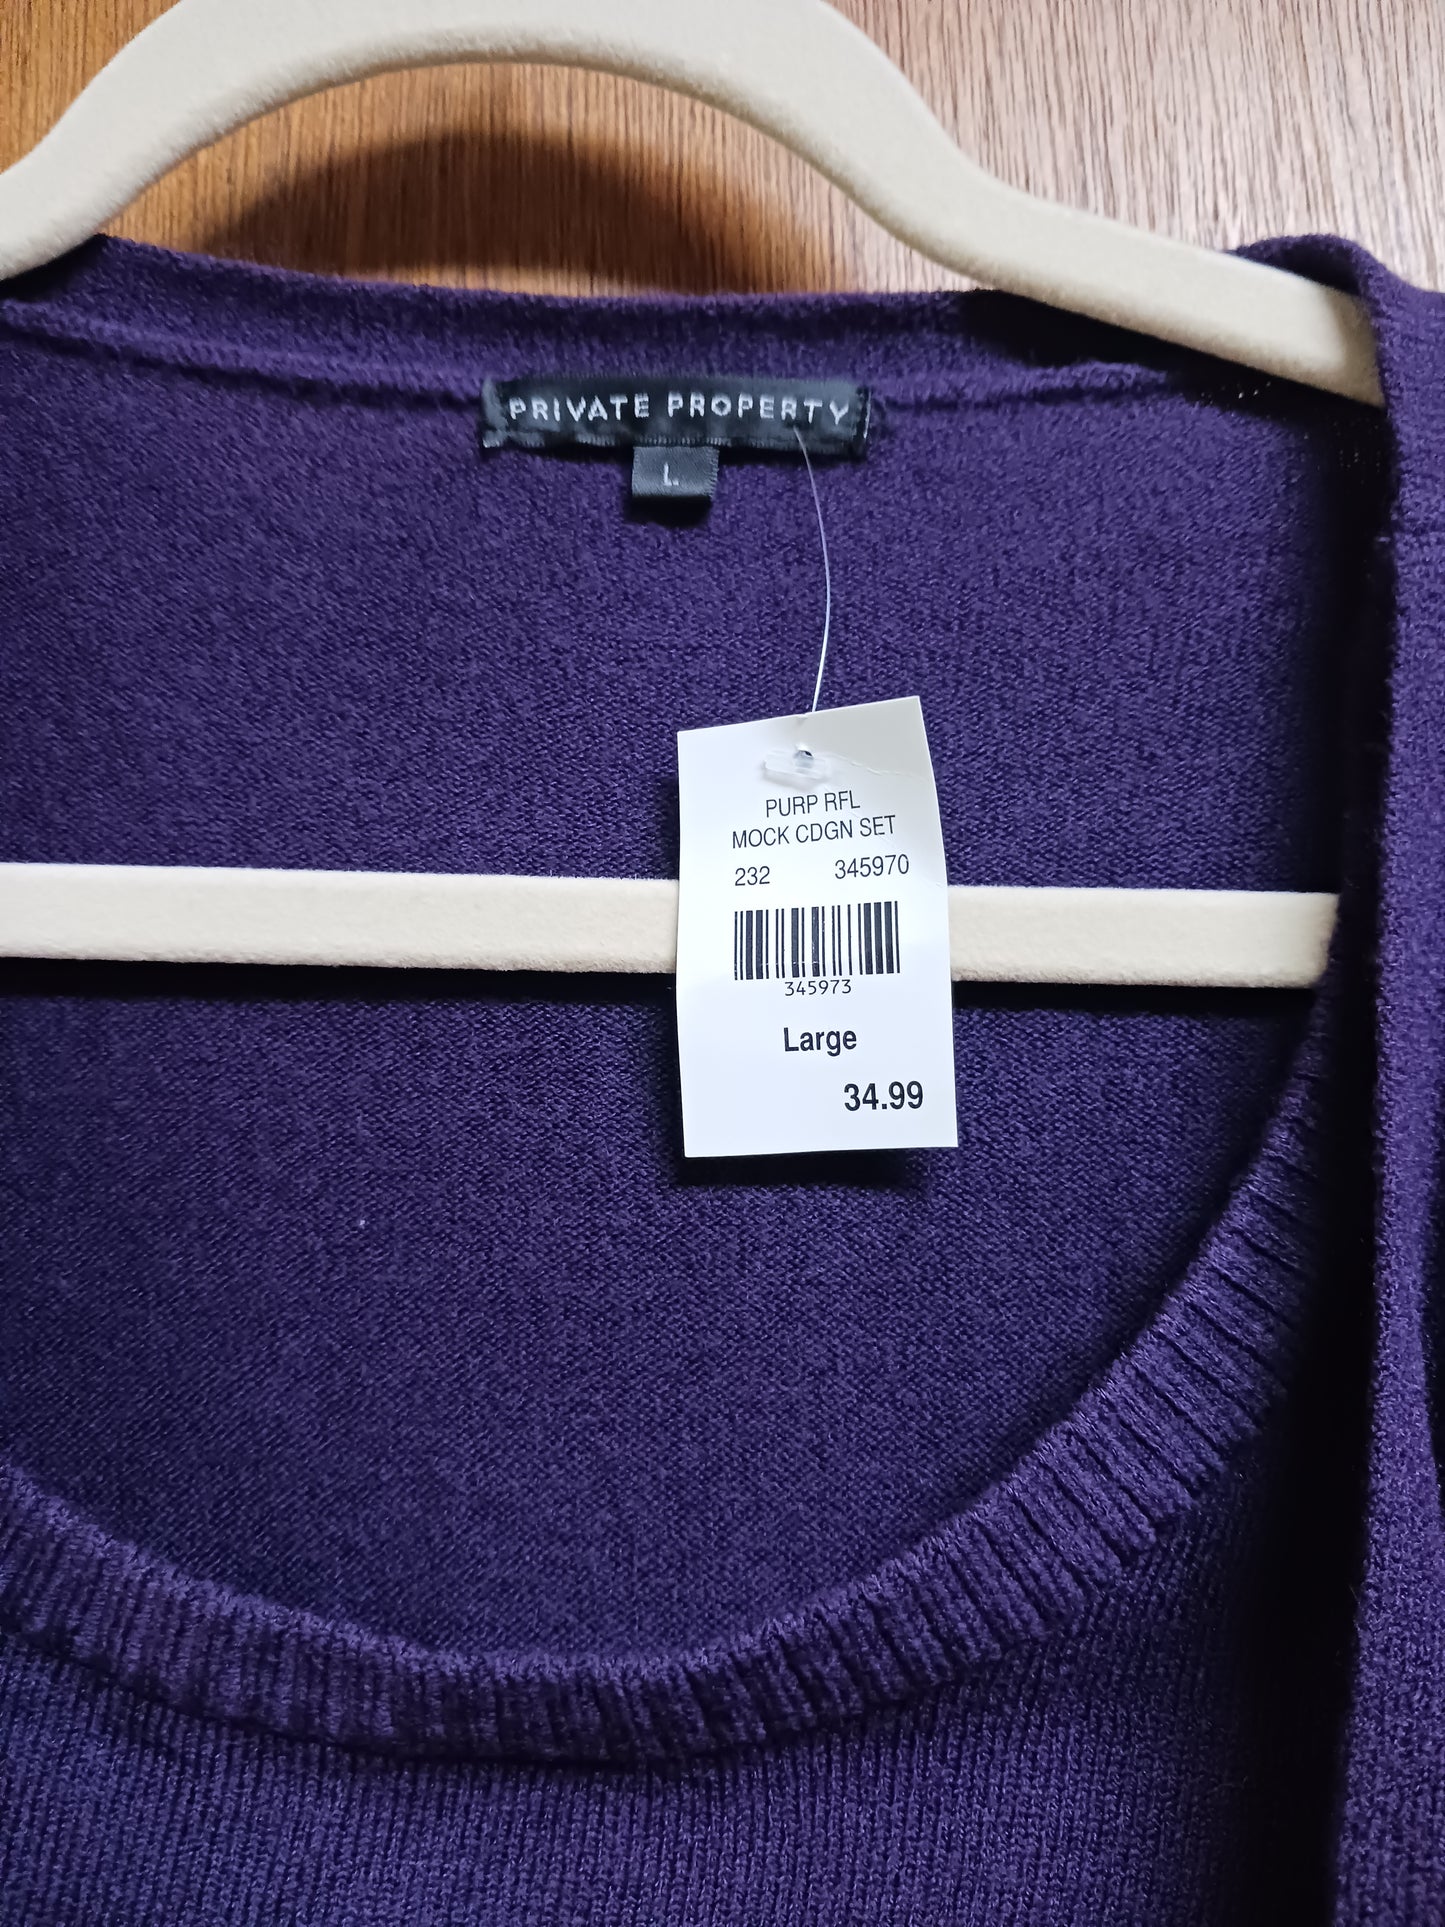 PRIVATE PROPERTY
L
PURP RFL
MOCK CDGN SET
232 345970
345973
Large
34.99